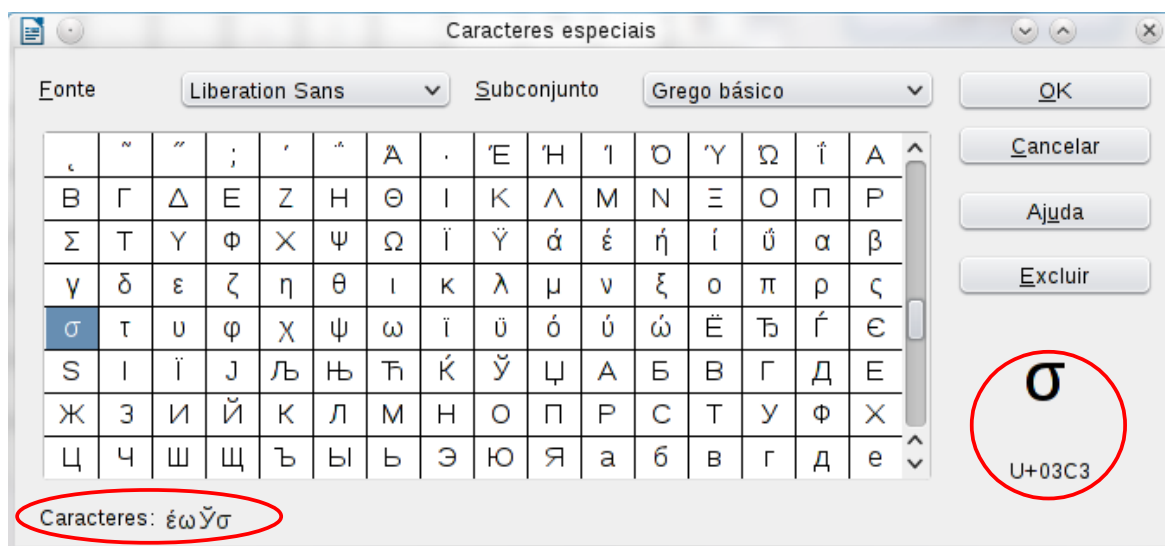 Caracteres especiais
Fonte Liberation Sans Subconjunto Grego básico OK
Cancelar
Ajuda
Excluir
˛ ˜ ˝ ; ΄ ΅ Ά · Έ Ή Ί Ό Ύ Ώ ΐ Α
Β Γ Δ Ε Ζ Η Θ Ι Κ Λ Μ Ν Ξ Ο Π Ρ
Σ Τ Υ Φ Χ Ψ Ω Ϊ Ϋ ά έ ή ί ΰ α β
γ δ ε ζ η θ ι κ λ μ ν ξ ο π ρ ς
σ τ υ φ χ ψ ω ϊ ϋ ό ύ ώ Ё Ђ Ѓ Є
Ѕ І Ї Ј Љ Њ Ћ Ќ Ў Џ А Б В Г Д Е
Ж З И Й К Л М Н О П Р С Т У Ф Х
Ц Ч Ш Щ Ъ Ы Ь Э Ю Я а б в г д е
σ
U+03C3
Caracteres: έωЎσ